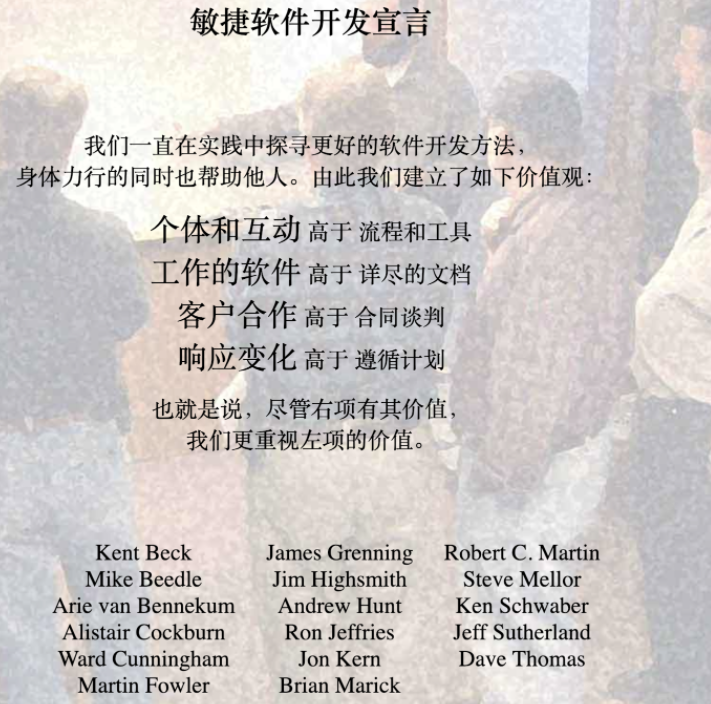 敏捷软件开发宣言
我们一直在实践中探寻更好的软件开发方法，
身体力行的同时也帮助他人。由此我们建立了如下价值观：
个体和互动 高于 流程和工具
工作的软件 高于 详尽的文档
客户合作 高于 合同谈判
响应变化 高于 遵循计划
也就是说，尽管右项有其价值，
我们更重视左项的价值。
Kent Beck
Mike Beedle
Arie van Bennekum
Alistair Cockburn
Ward Cunningham
Martin Fowler
James Grenning
Jim Highsmith
Andrew Hunt
Ron Jeffries
Jon Kern
Brian Marick
Robert C. Martin
Steve Mellor
Ken Schwaber
Jeff Sutherland
Dave Thomas